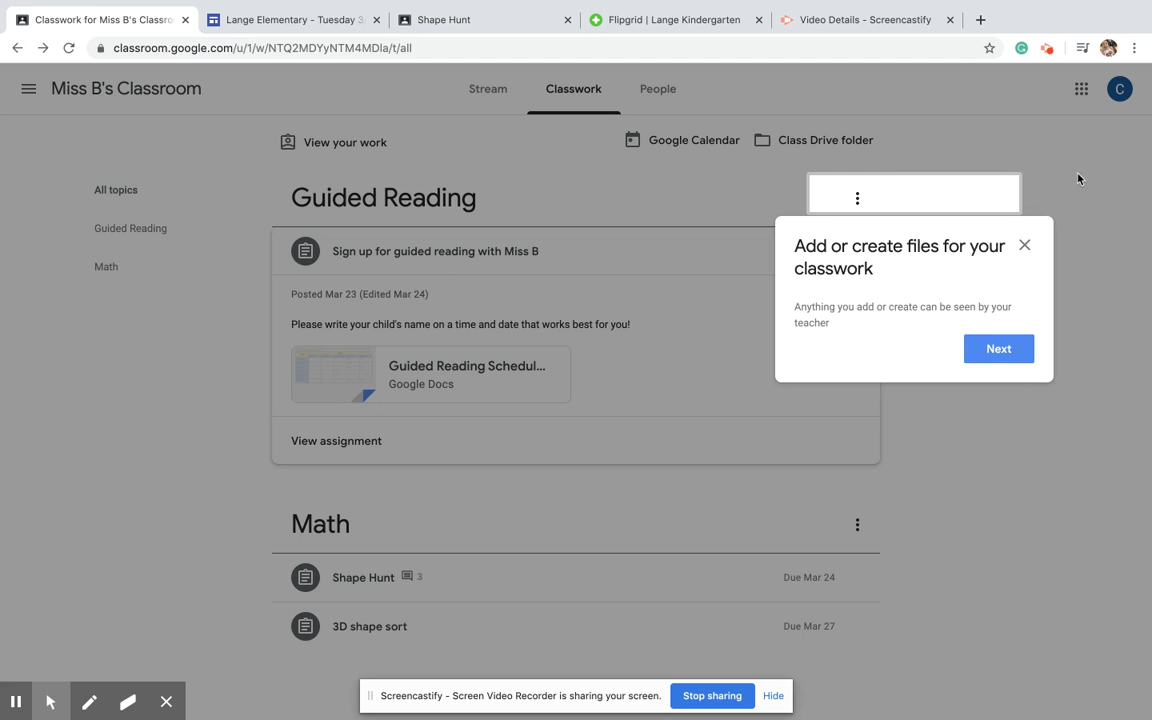 Classwork for Miss B's Classro
Lange Elementary - Tuesday 3
Shape Hunt
Flipgrid | Lange Kindergarten
Video Details - Screencastify
classroom.google.com/u/1/w/NTQ2MDYyNTM4MDla/t/all
Miss B's Classroom
Stream
Classwork
People
C
View your work
Google Calendar
Class Drive folder
All topics
Guided Reading
Math
Guided Reading
Sign up for guided reading with Miss B
Posted Mar 23 (Edited Mar 24)
Please write your child's name on a time and date that works best for you!
Guided Reading Schedul...
Google Docs
View assignment
Add or create files for your
classwork
Anything you add or create can be seen by your
teacher
Next
Math
Shape Hunt 3 Due Mar 24
3D shape sort Due Mar 27
Screencastify - Screen Video Recorder is sharing your screen. Stop sharing Hide